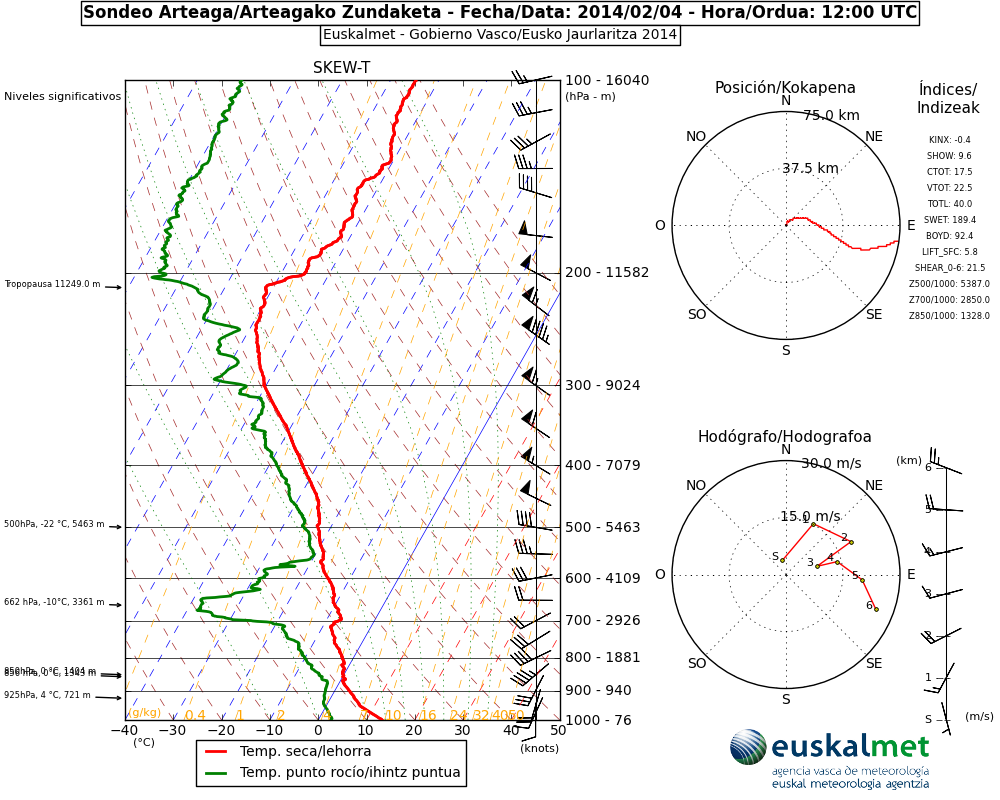 Sondeo Arteaga/Arteagako Zundaketa - Fecha/Data: 2014/02/04 - Hora/Ordua: 12:00 UTC
Euskalmet - Gobierno Vasco/Eusko Jaurlaritza 2014
SKEW-T
Niveles significativos
100 - 16040
(hPa - m)
200 - 11582
Tropopausa 11249.0 m
300 - 9024
400 - 7079
500hPa, -22 °C, 5463 m
500 - 5463
600 - 4109
662 hPa, -10°C, 3361 m
700 - 2926
800 - 1881
850hPa, 0 °C, 1404 m
900 - 940
925hPa, 4 °C, 721 m
(g/kg) 0.4 1 2 4 10 16 24 32 40 50
1000 - 76
−40 −30 −20 −10 0 10 20 30 40 50
(°C)
(knots)
Temp. seca/lehorra
Temp. punto rocío/ihintz puntua
Posición/Kokapena
N
75.0 km
NO NE
37.5 km
O E
SO SE
S
Índices/
Indizeak
KINX: -0.4
SHOW: 9.6
CTOT: 17.5
VTOT: 22.5
TOTL: 40.0
SWET: 189.4
BOYD: 92.4
LIFT_SFC: 5.8
SHEAR_0-6: 21.5
Z500/1000: 5387.0
Z700/1000: 2850.0
Z850/1000: 1328.0
Hodógrafo/Hodografoa
N
30.0 m/s
NO NE
15.0 m/s
1
2
S 3 4
5
6
O E
SO SE
S
(km) 6
5
4
3
2
1
S
(m/s)
euskalmet
agencia vasca de meteorología
euskal meteorologia agentzia